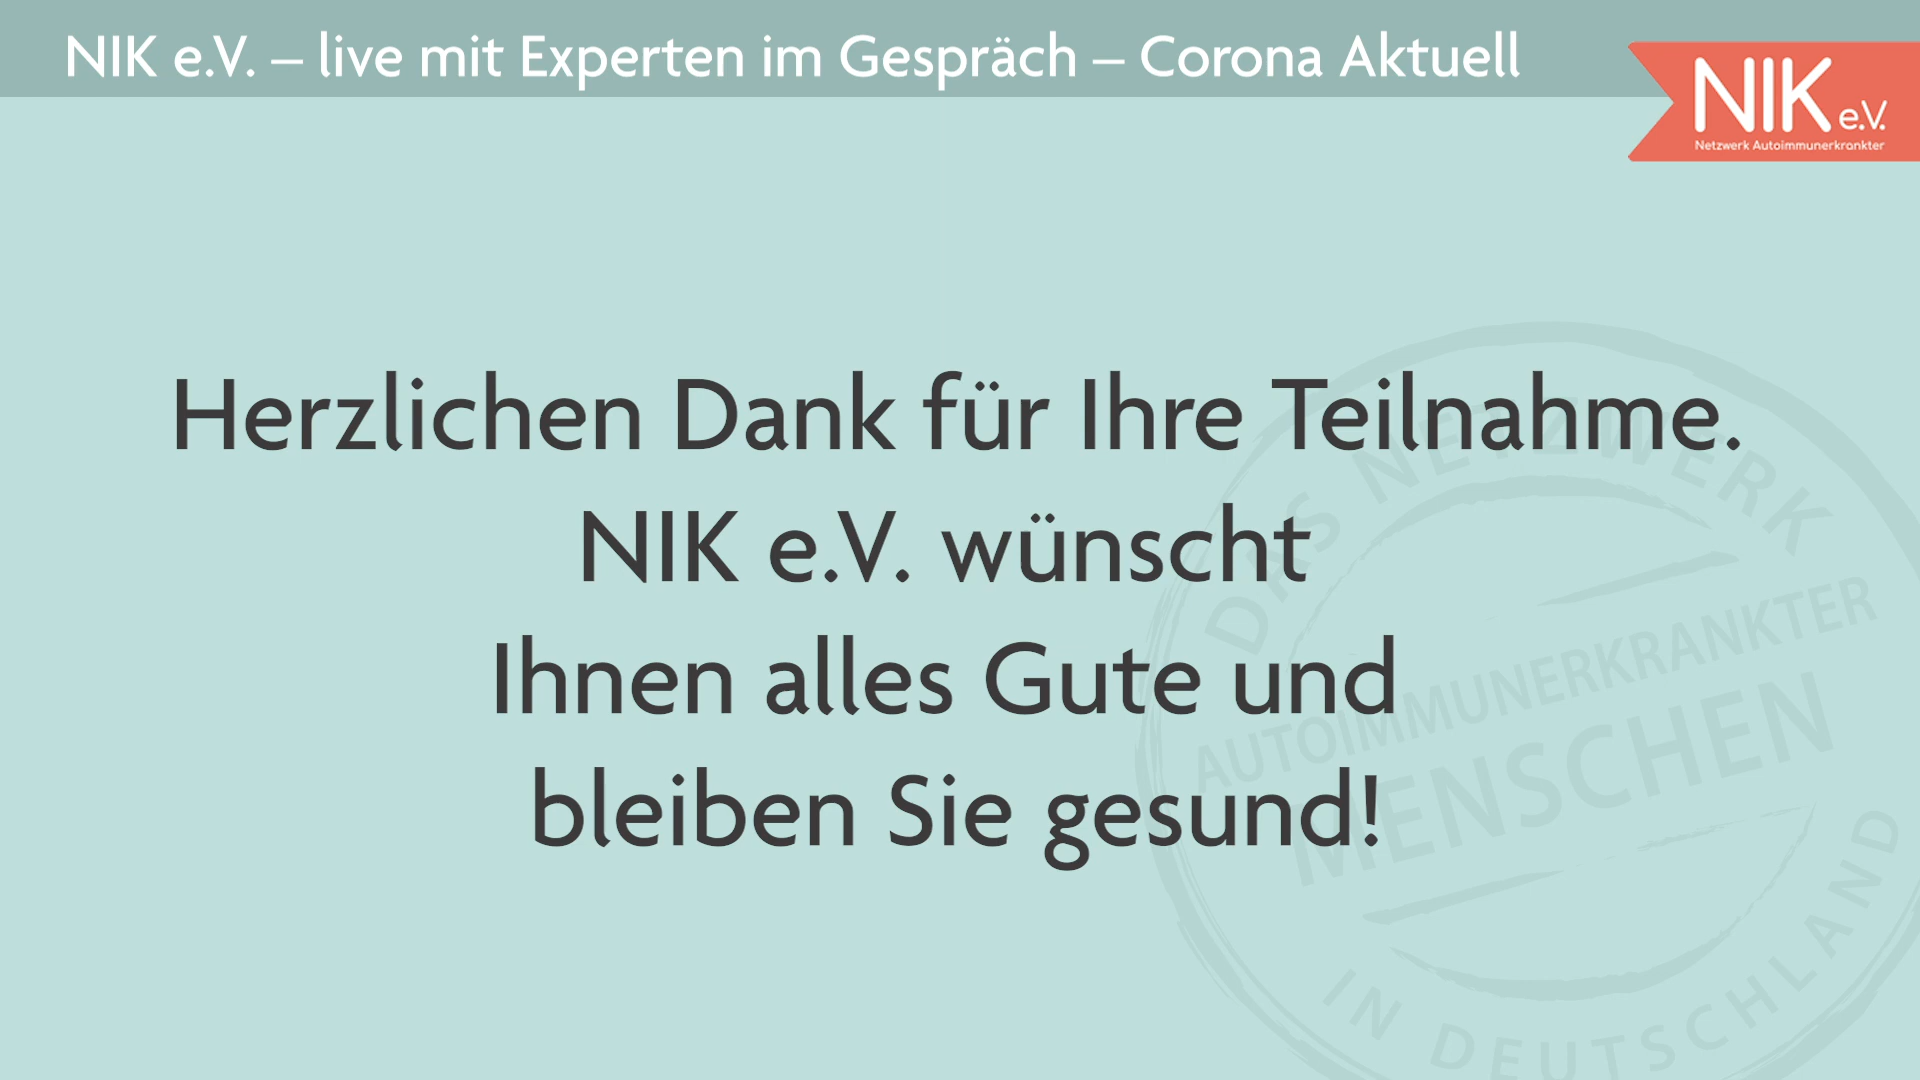 NIK e.V. – live mit Experten im Gespräch – Corona Aktuell
NIK e.V.
Netzwerk Autoimmunerkrankter
Herzlichen Dank für Ihre Teilnahme.
NIK e.V. wünscht
Ihnen alles Gute und
bleiben Sie gesund!
DAS NETZWERK
AUTOIMMUNERKRANKTER
MENSCHEN
IN DEUTSCHLAND